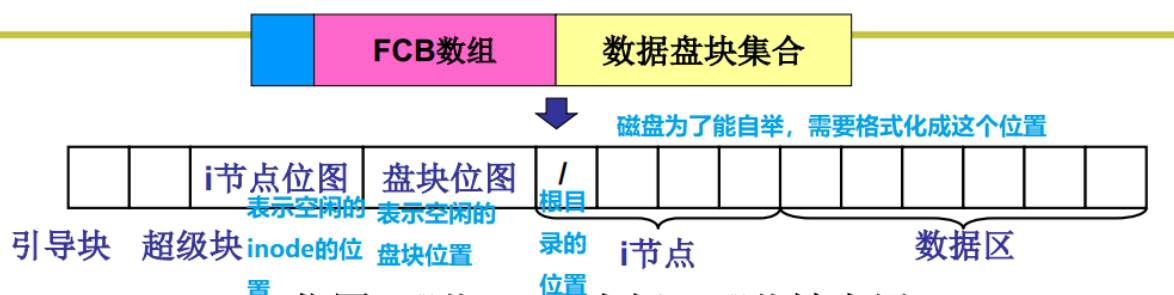 FCB数组 数据盘块集合
磁盘为了能自举，需要格式化成这个位置
i节点位图 盘块位图 /
引导块 超级块
表示空闲的
inode的位
置
表示空闲的
盘块位置
根目
录的
位置
i节点
数据区